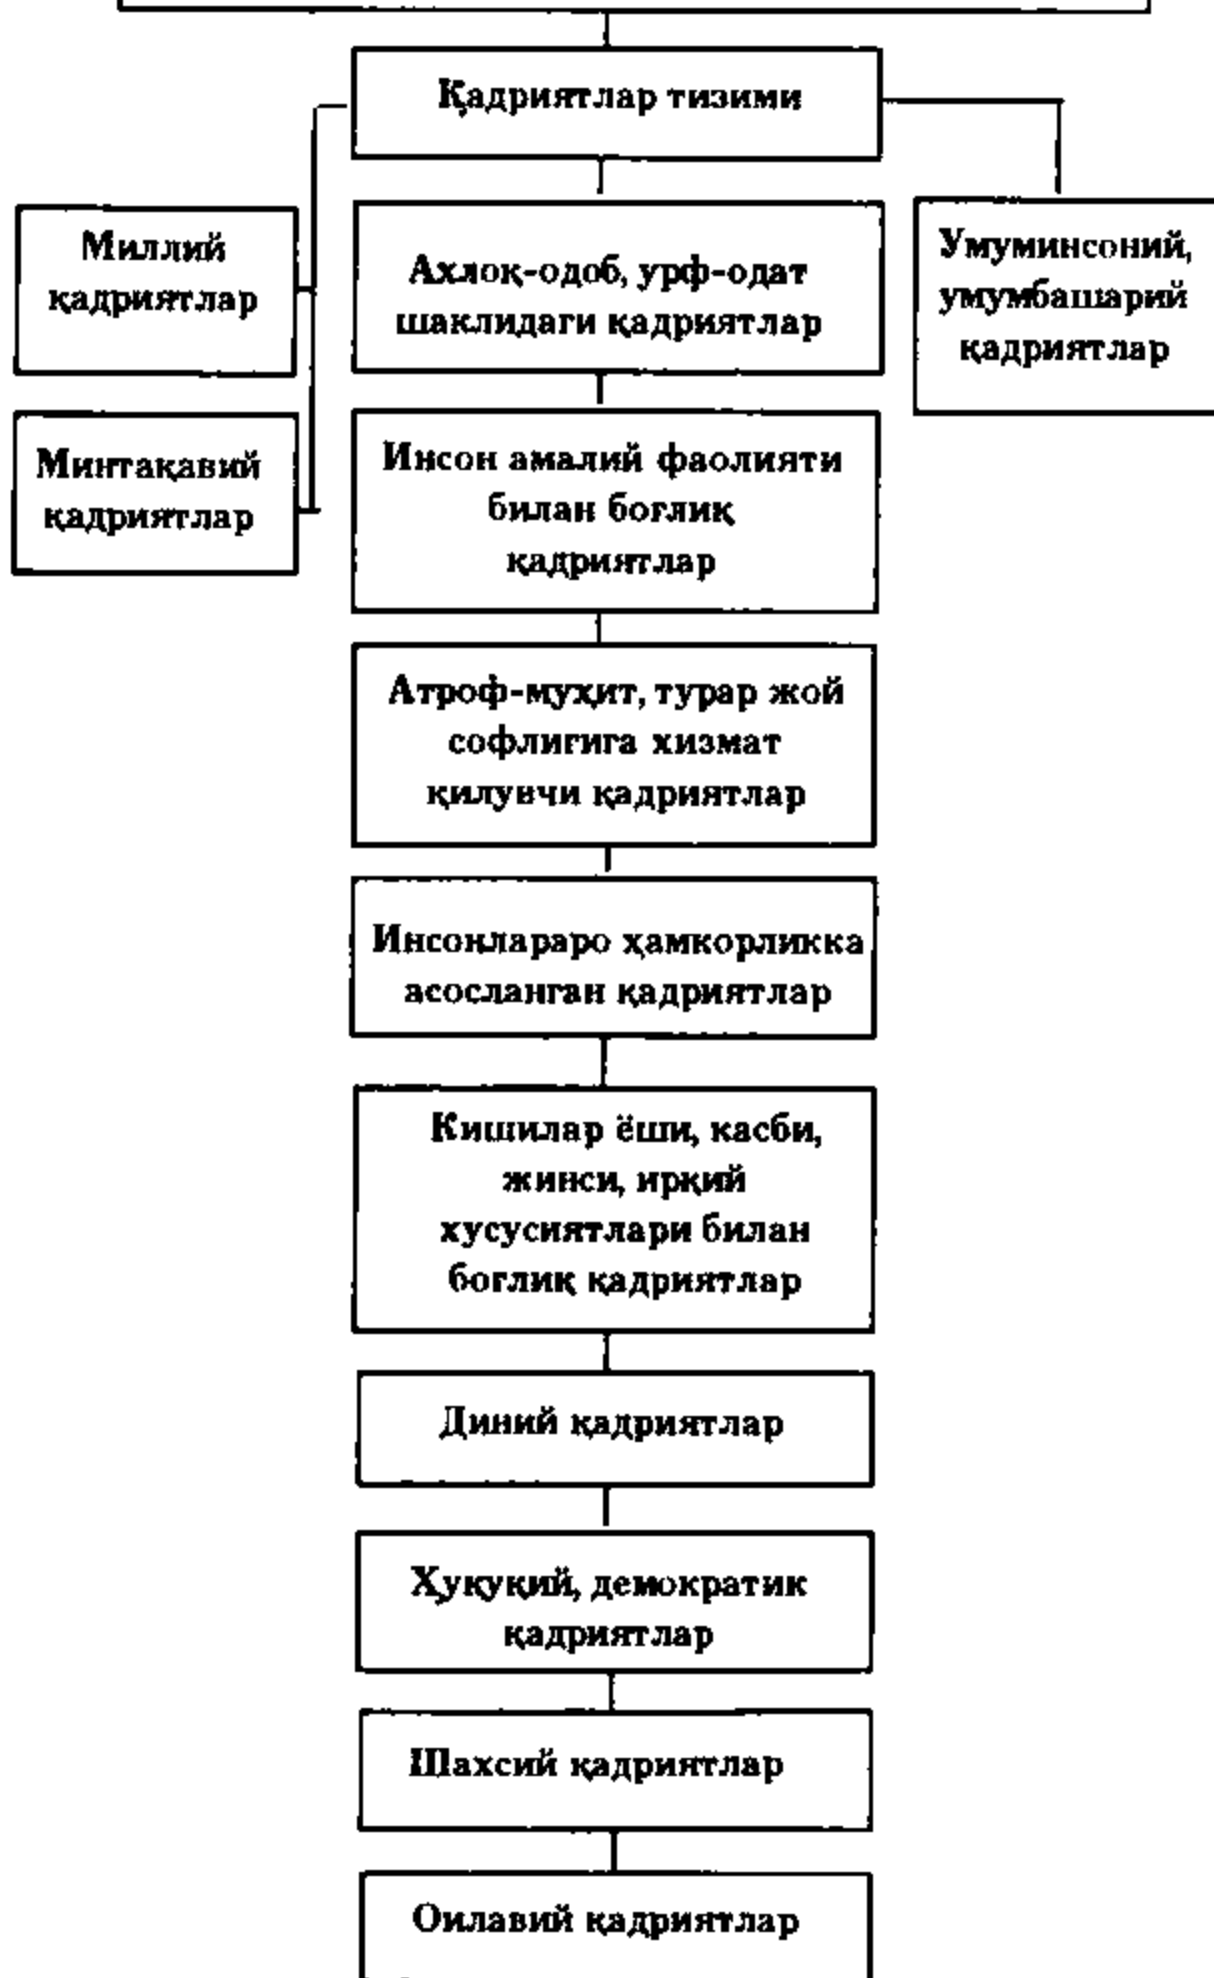 Қадриятлар тизими
Миллий
қадриятлар
Минтақавий
қадриятлар
Ахлоқ-одоб, урф-одат
шаклидаги қадриятлар
Умуминсоний,
умумбашарий
қадриятлар
Инсон амалий фаолияти
билан боғлиқ
қадриятлар
Атроф-муҳит, турар жой
софлигига хизмат
қилувчи қадриятлар
Инсонлараро ҳамкорликка
асосланган қадриятлар
Кишилар ёши, касби,
жинси, ирқий
хусусиятлари билан
боғлиқ қадриятлар
Диний қадриятлар
Ҳуқуқий, демократик
қадриятлар
Шахсий қадриятлар
Оилавий қадриятлар